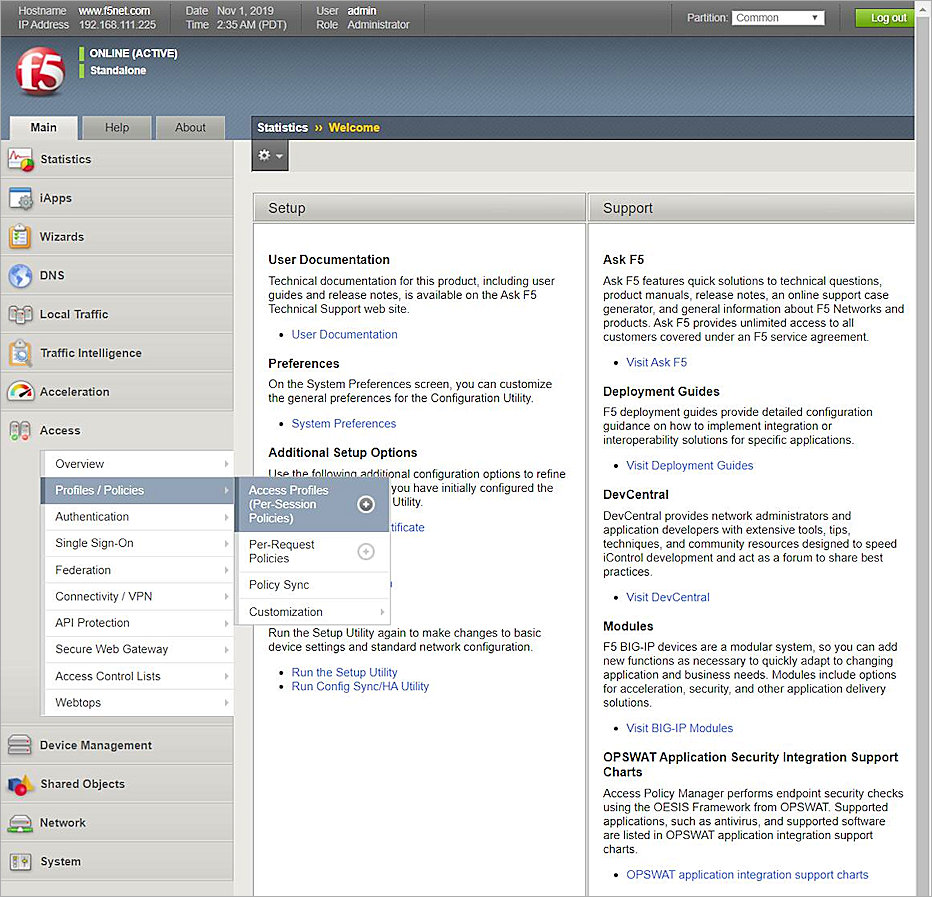 Hostname www.f5net.com Date Nov 1, 2019 User admin
IP Address 192.168.111.225 Time 2:35 AM (PDT) Role Administrator
Partition: Common
Log out
f5
ONLINE (ACTIVE)
Standalone
Main Help About
Statistics ›› Welcome
Statistics
iApps
Wizards
DNS
Local Traffic
Traffic Intelligence
Acceleration
Access
Overview
Profiles / Policies
Authentication
Single Sign-On
Federation
Connectivity / VPN
API Protection
Secure Web Gateway
Access Control Lists
Webtops
Device Management
Shared Objects
Network
System
Access Profiles
(Per-Session
Policies)
Per-Request
Policies
Policy Sync
Customization
Setup
User Documentation
Technical documentation for this product, including user
guides and release notes, is available on the Ask F5
Technical Support web site.
• User Documentation
Preferences
On the System Preferences screen, you can customize
the general preferences for the Configuration Utility.
• System Preferences
Additional Setup Options
Use the following additional configuration options to refine
you have initially configured the
Utility.
tificate
Run the Setup Utility again to make changes to basic
device settings and standard network configuration.
• Run the Setup Utility
• Run Config Sync/HA Utility
Support
Ask F5
Ask F5 features quick solutions to technical questions,
product manuals, release notes, an online support case
generator, and general information about F5 Networks and
products. Ask F5 provides unlimited access to all
customers covered under an F5 service agreement.
• Visit Ask F5
Deployment Guides
F5 deployment guides provide detailed configuration
guidance on how to implement integration or
interoperability solutions for specific applications.
• Visit Deployment Guides
DevCentral
DevCentral provides network administrators and
application developers with extensive tools, tips,
techniques, and community resources designed to speed
iControl development and act as a forum to share best
practices.
• Visit DevCentral
Modules
F5 BIG-IP devices are a modular system, so you can add
new functions as necessary to quickly adapt to changing
application and business needs. Modules include options
for acceleration, security, and other application delivery
solutions.
• Visit BIG-IP Modules
OPSWAT Application Security Integration Support
Charts
Access Policy Manager performs endpoint security checks
using the OESIS Framework from OPSWAT. Supported
applications, such as antivirus, and supported software
are listed in OPSWAT application integration support
charts.
• OPSWAT application integration support charts